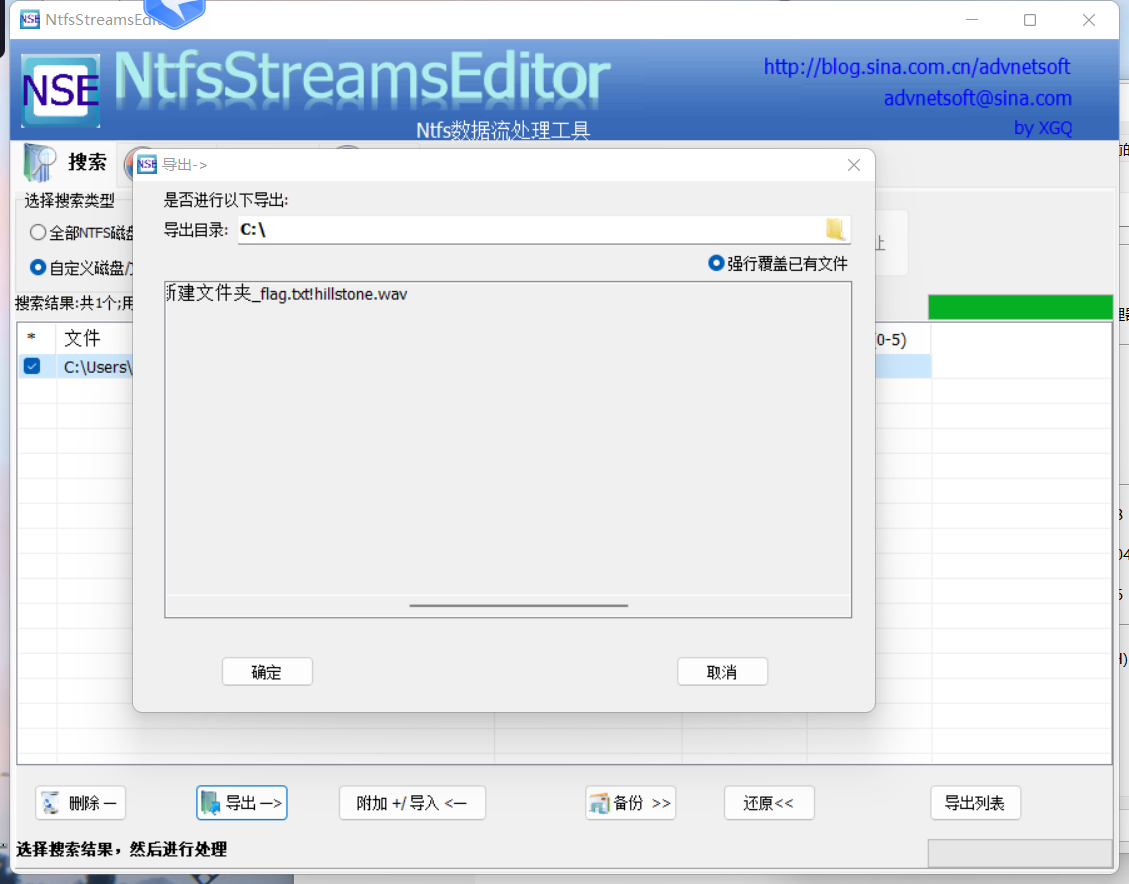 NtfsStreamsEdit
NSE
NtfsStreamsEditor
Ntfs数据流处理工具
http://blog.sina.com.cn/advnetsoft
advnetsoft@sina.com
by XGQ
搜索
选择搜索类型
全部NTFS磁盘
自定义磁盘/
搜索结果:共1个;用
* 文件
(0-5)
C:\Users\
止
NSE 导出->
是否进行以下导出:
导出目录: C:\
强行覆盖已有文件
新建文件夹_flag.txt!hillstone.wav
确定
取消
删除 —
导出 —>
附加 +/导入 <—
备份 >>
还原<<
导出列表
选择搜索结果，然后进行处理